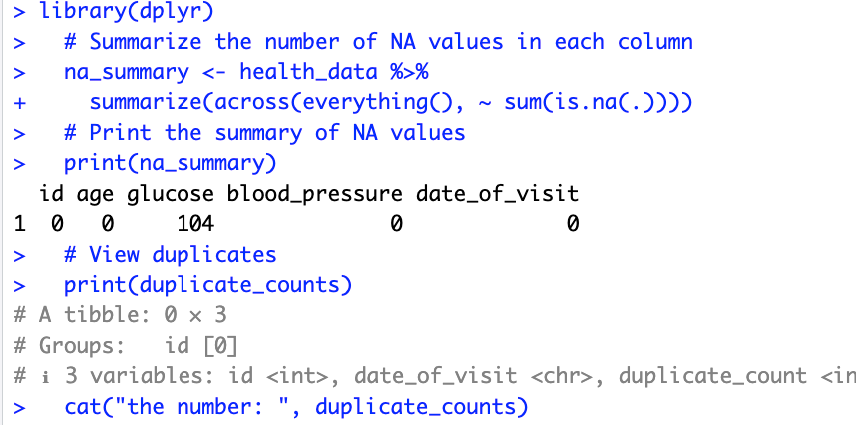 > library(dplyr)
>   # Summarize the number of NA values in each column
>   na_summary <- health_data %>%
+     summarize(across(everything(), ~ sum(is.na(.))))
>   # Print the summary of NA values
>   print(na_summary)
  id age glucose blood_pressure date_of_visit
1  0   0     104              0             0
>   # View duplicates
>   print(duplicate_counts)
# A tibble: 0 × 3
# Groups:   id [0]
# ℹ 3 variables: id <int>, date_of_visit <chr>, duplicate_count <in
>   cat("the number: ", duplicate_counts)